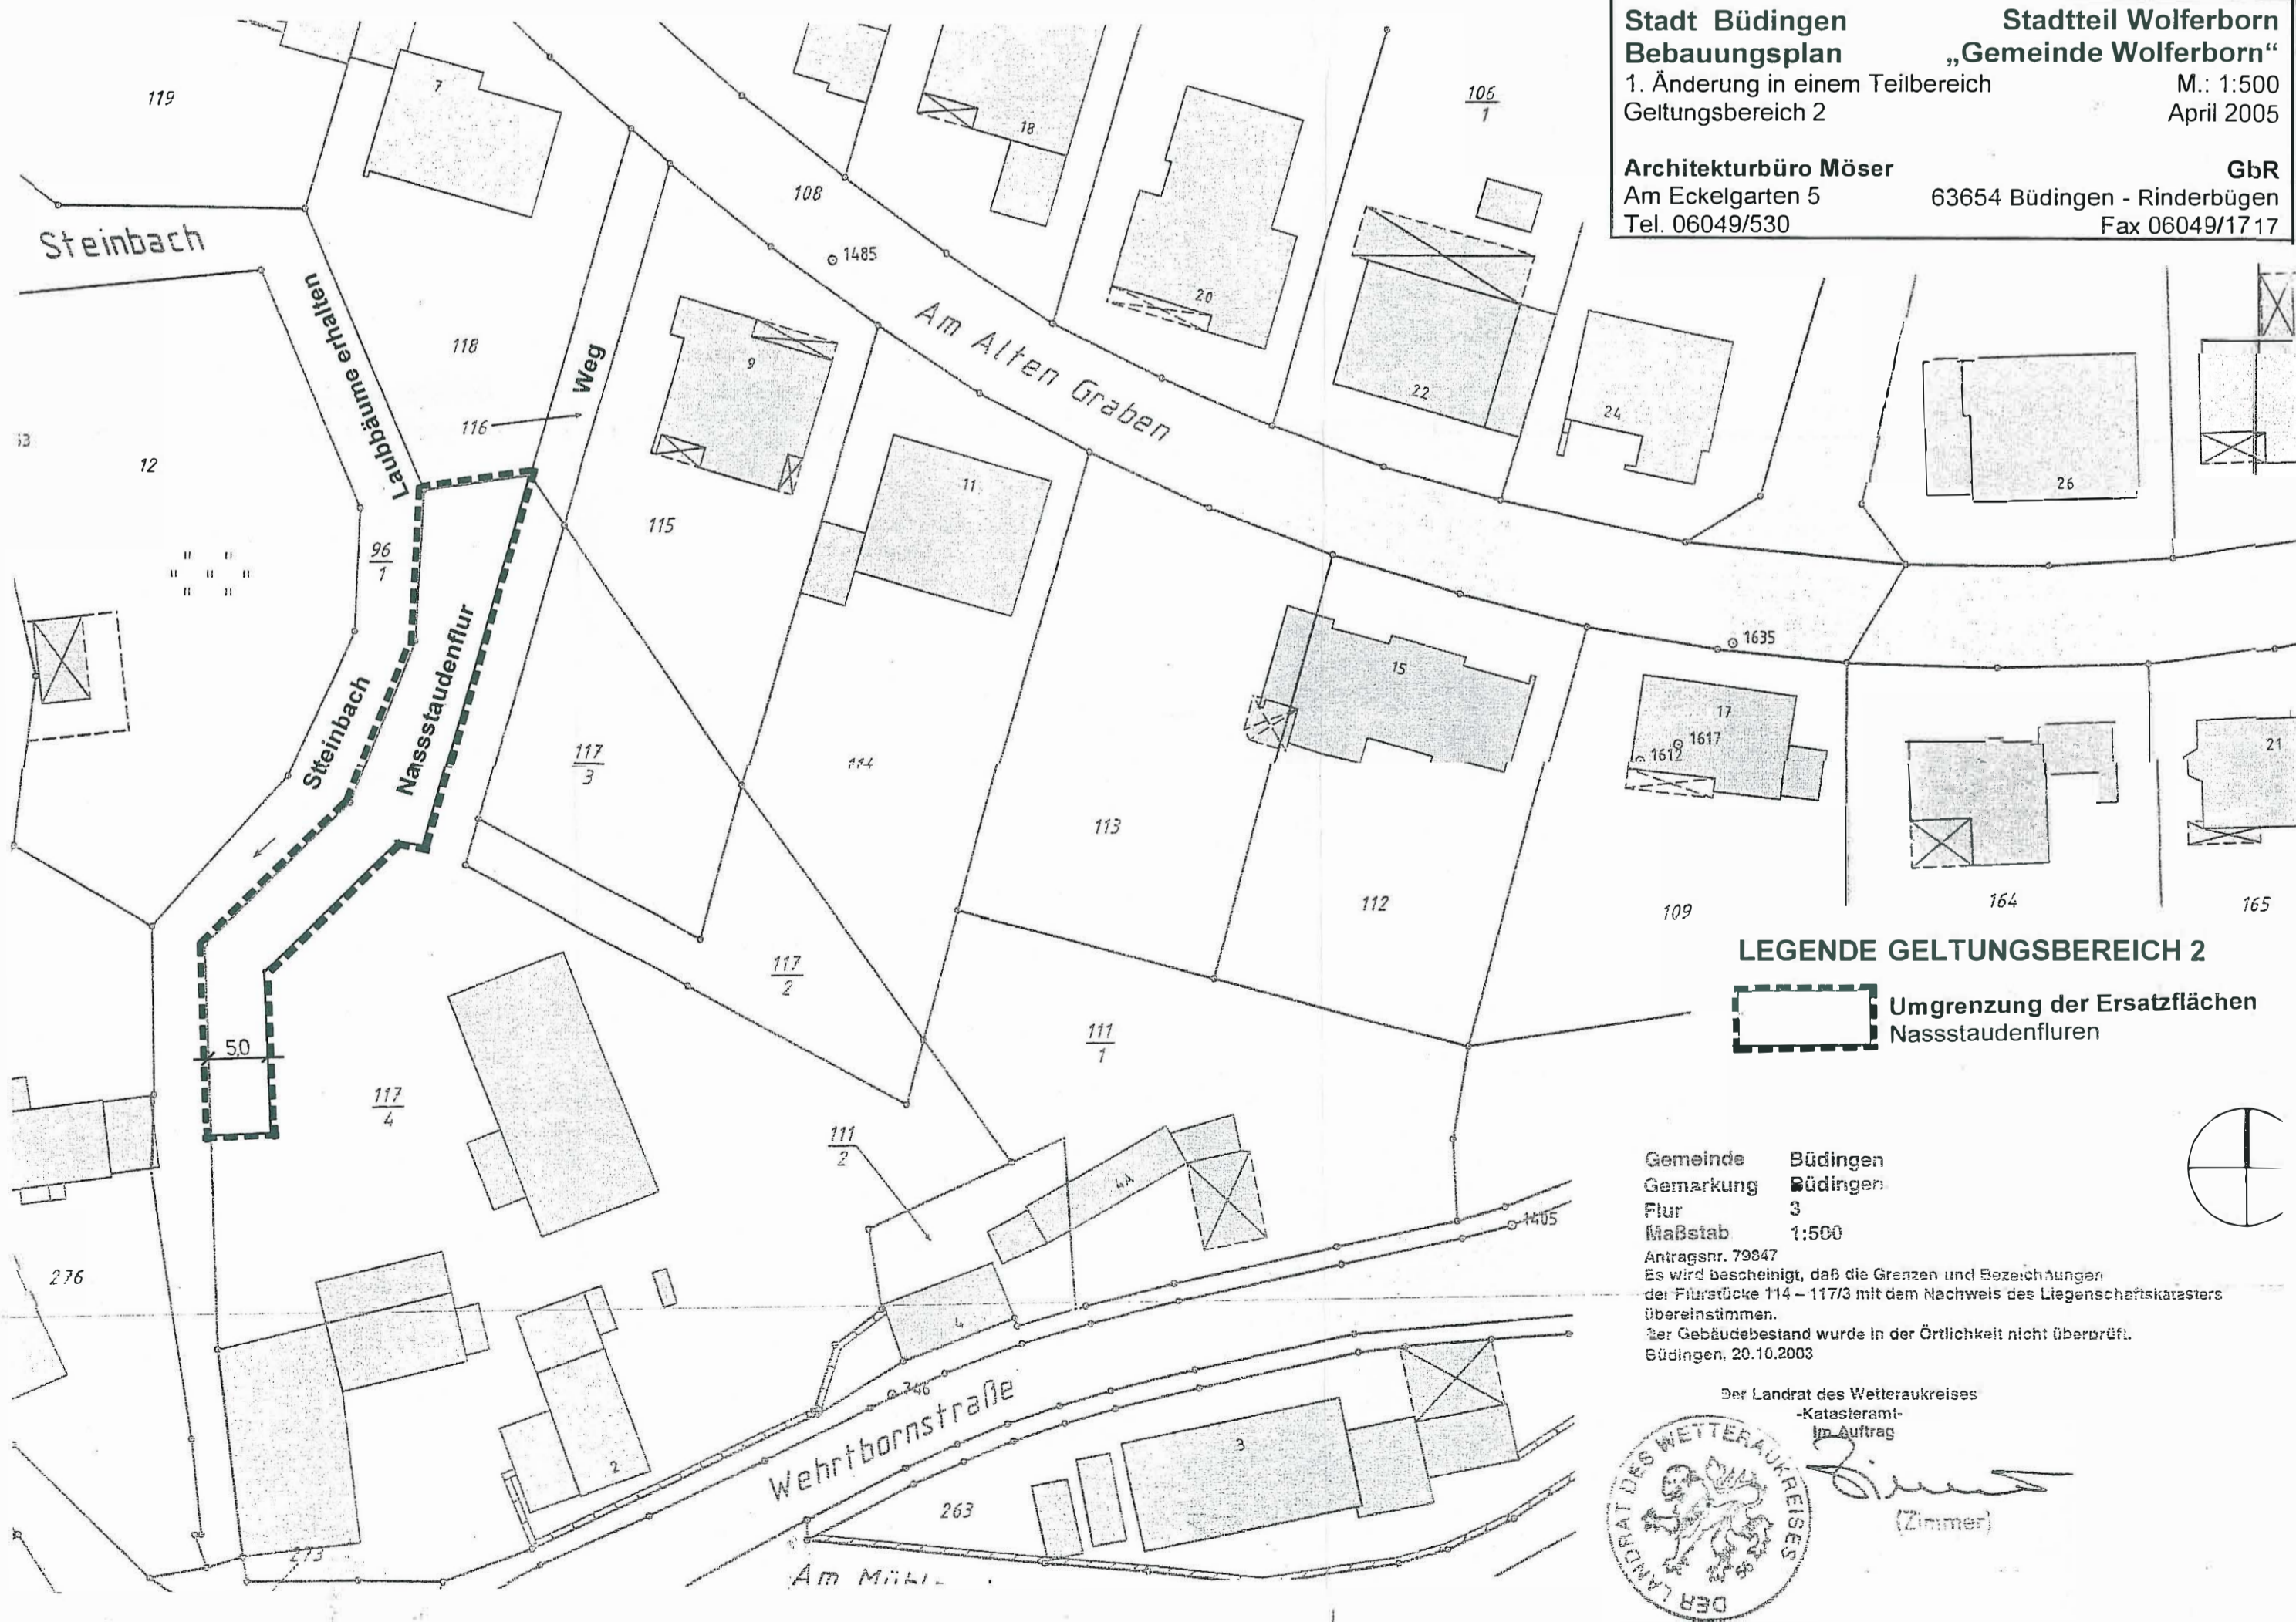 Stadt Büdingen Stadtteil Wolferborn
Bebauungsplan „Gemeinde Wolferborn“
1. Änderung in einem Teilbereich M.: 1:500
Geltungsbereich 2 April 2005
Architekturbüro Möser GbR
Am Eckelgarten 5 63654 Büdingen - Rinderbügen
Tel. 06049/530 Fax 06049/1717
119
7
18
106
1
108
1485
20
Steinbach
Laubbäume erhalten
118
Weg
116
9
Am Alten Graben
22
24
26
12
96
1
115
11
Steinbach
Nassstaudenflur
117
3
114
113
15
1635
17
1617
1612
21
112
109
164
165
117
2
111
1
LEGENDE GELTUNGSBEREICH 2
Umgrenzung der Ersatzflächen
Nassstaudenfluren
5,0
117
4
111
2
4A
1405
276
4
346
Wehrtbornstraße
2
3
263
273
Gemeinde Büdingen
Gemarkung Büdingen
Flur 3
Maßstab 1:500
Antragsnr. 79847
Es wird bescheinigt, daß die Grenzen und Bezeichnungen
der Flurstücke 114 – 117/3 mit dem Nachweis des Liegenschaftskatasters
übereinstimmen.
Der Gebäudebestand wurde in der Örtlichkeit nicht überprüft.
Büdingen, 20.10.2003
Der Landrat des Wetteraukreises
-Katasteramt-
Im Auftrag
(Zimmer)
DER LANDRAT DES WETTERAUKREISES